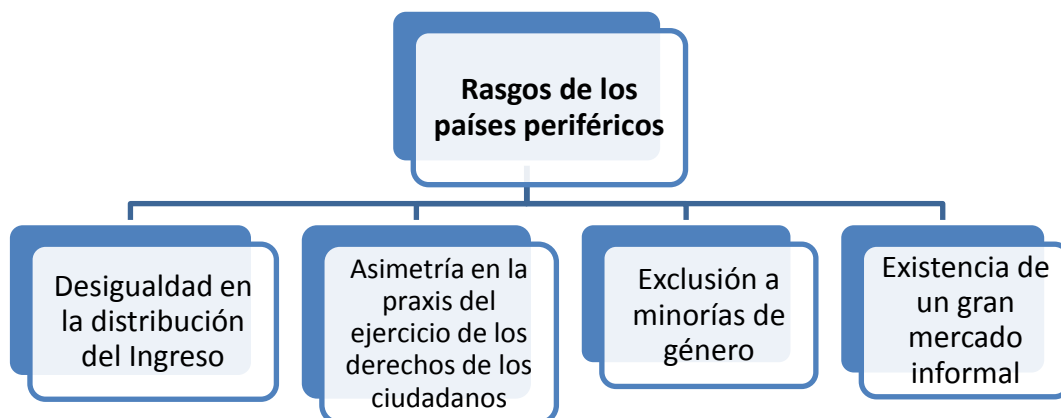 Rasgos de los
países periféricos
Desigualdad en
la distribución
del Ingreso
Asimetría en la
praxis del
ejercicio de los
derechos de los
ciudadanos
Exclusión a
minorías de
género
Existencia de
un gran
mercado
informal